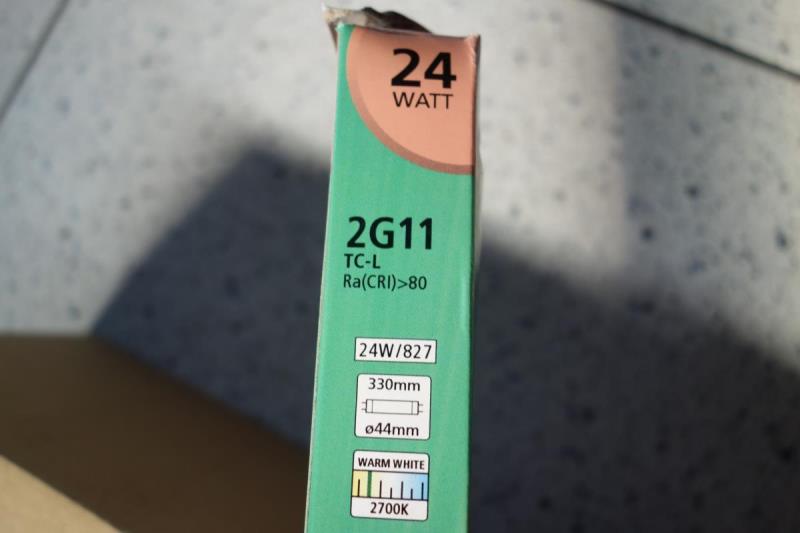 24
WATT
2G11
TC-L
Ra(CRI)>80
24W/827
330mm
ø44mm
WARM WHITE
2700K